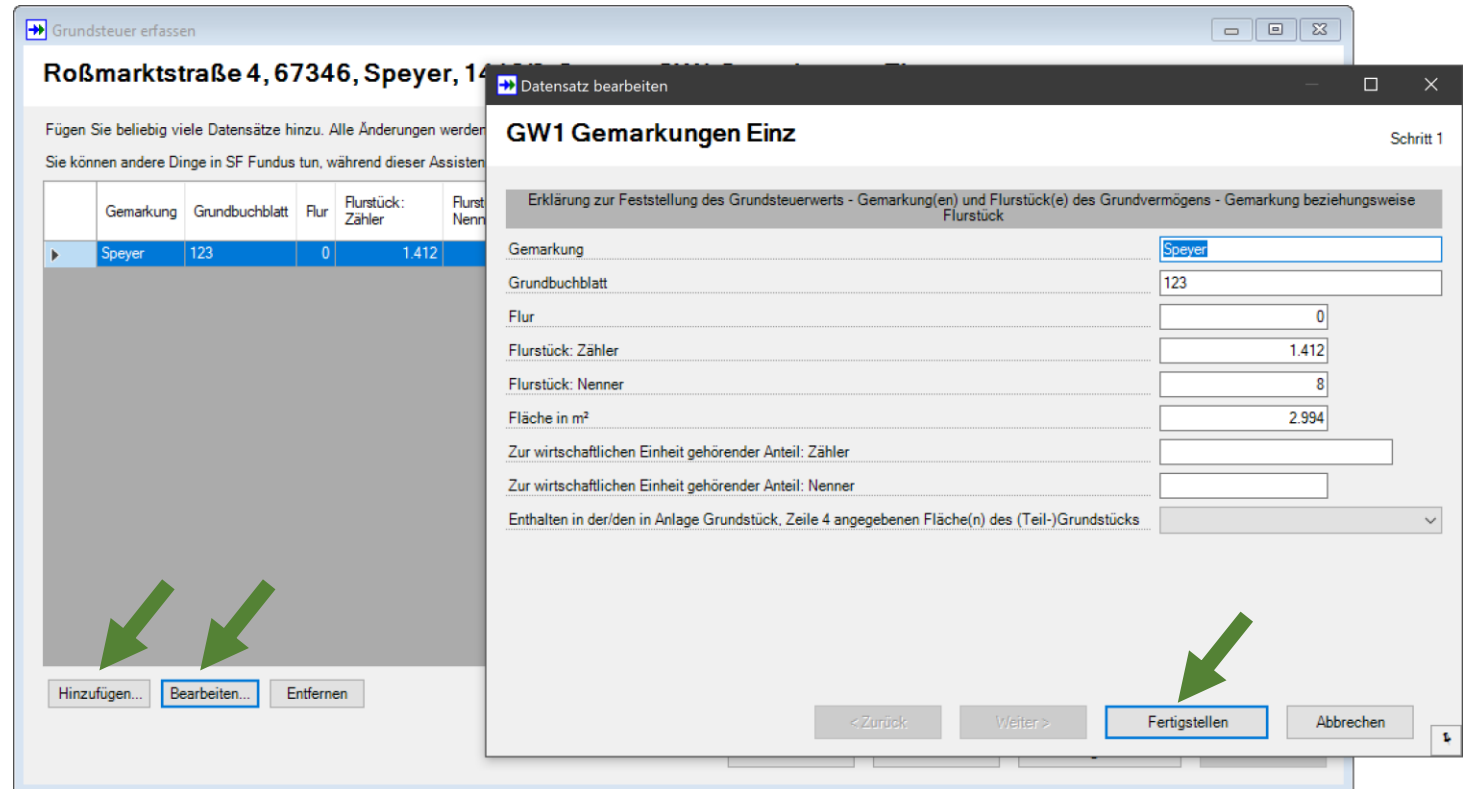 Grundsteuer erfassen
Roßmarktstraße 4, 67346, Speyer,
Fügen Sie beliebig viele Datensätze hinzu. Alle Änderungen werden
Sie können andere Dinge in SF Fundus tun, während dieser
Gemarkung Grundbuchblatt Flur Flurstück: Zähler
Speyer 123 0 1.412
Hinzufügen... Bearbeiten... Entfernen
Datensatz bearbeiten
GW1 Gemarkungen Einz
Schritt 1
Erklärung zur Feststellung des Grundsteuerwerts - Gemarkung(en) und Flurstück(e) des Grundvermögens - Gemarkung beziehungsweise
Flurstück
Gemarkung Speyer
Grundbuchblatt 123
Flur 0
Flurstück: Zähler 1.412
Flurstück: Nenner 8
Fläche in m² 2.994
Zur wirtschaftlichen Einheit gehörender Anteil: Zähler
Zur wirtschaftlichen Einheit gehörender Anteil: Nenner
Enthalten in der/den in Anlage Grundstück, Zeile 4 angegebenen Fläche(n) des (Teil-)Grundstücks
< Zurück Weiter > Fertigstellen Abbrechen